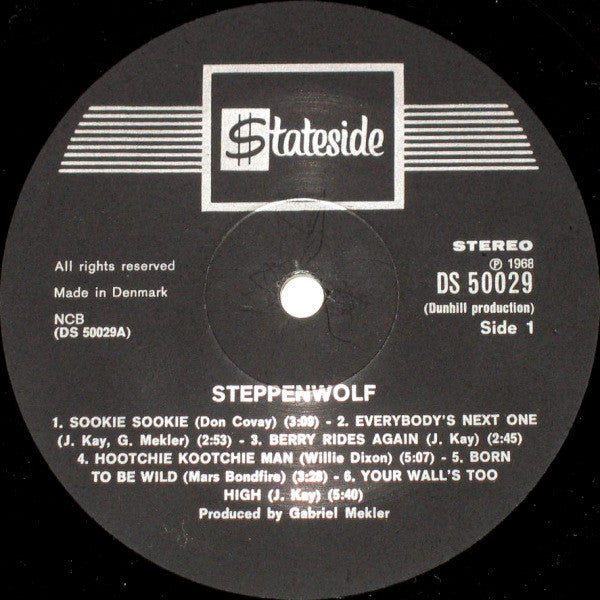 $tateside
STEREO
All rights reserved
℗ 1968
Made in Denmark
DS 50029
NCB
(Dunhill production)
(DS 50029A)
Side 1
STEPPENWOLF
1. SOOKIE SOOKIE (Don Covay) (3:09) - 2. EVERYBODY'S NEXT ONE
(J. Kay, G. Mekler) (2:53) - 3. BERRY RIDES AGAIN (J. Kay) (2:45)
4. HOOTCHIE KOOTCHIE MAN (Willie Dixon) (5:07) - 5. BORN
TO BE WILD (Mars Bondfire) (3:28) - 6. YOUR WALL'S TOO
HIGH (J. Kay) (5:40)
Produced by Gabriel Mekler